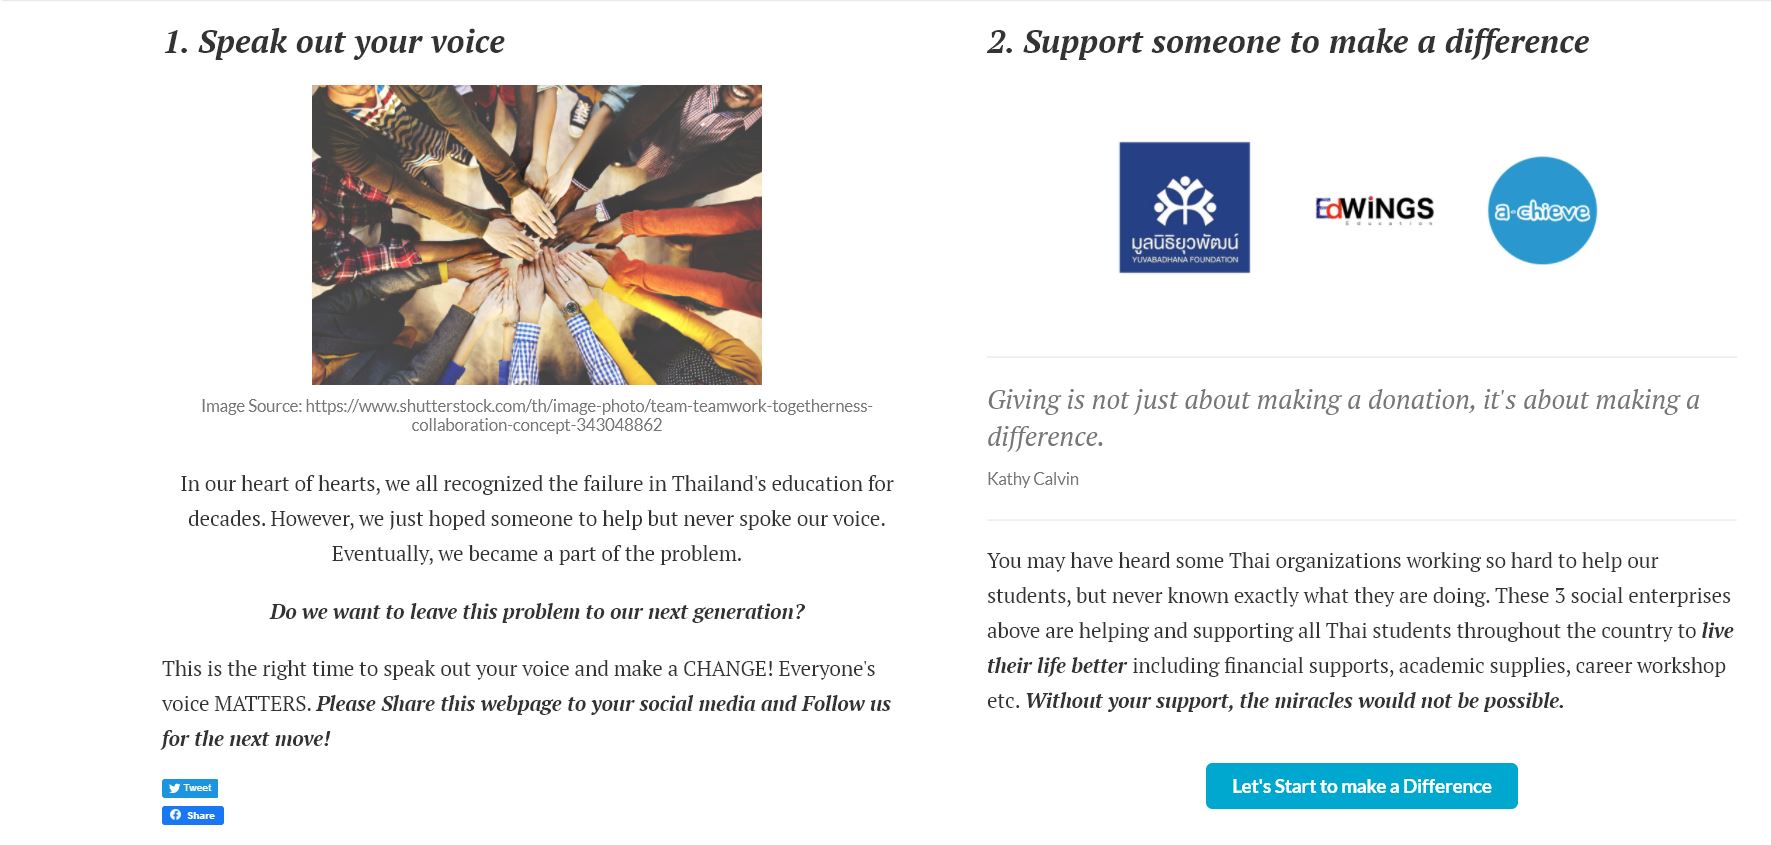 1. Speak out your voice
Image Source: https://www.shutterstock.com/th/image-photo/team-teamwork-togetherness-
collaboration-concept-343048862
In our heart of hearts, we all recognized the failure in Thailand's education for
decades. However, we just hoped someone to help but never spoke our voice.
Eventually, we became a part of the problem.
Do we want to leave this problem to our next generation?
This is the right time to speak out your voice and make a CHANGE! Everyone's
voice MATTERS. Please Share this webpage to your social media and Follow us
for the next move!
Tweet
Share
2. Support someone to make a difference
มูลนิธิยุวพัฒน์
YUVABADHANA FOUNDATION
EdWINGS
Education
a-chieve
Giving is not just about making a donation, it's about making a
difference.
Kathy Calvin
You may have heard some Thai organizations working so hard to help our
students, but never known exactly what they are doing. These 3 social enterprises
above are helping and supporting all Thai students throughout the country to live
their life better including financial supports, academic supplies, career workshop
etc. Without your support, the miracles would not be possible.
Let's Start to make a Difference